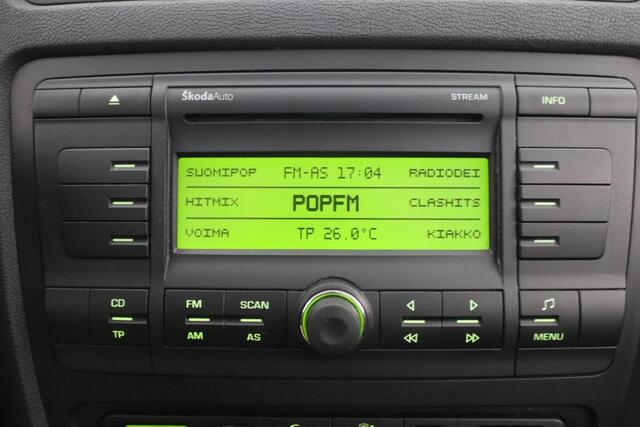 ŠkodaAuto STREAM INFO
SUOMIPOP FM-AS 17:04 RADIODEI
HITMIX POPFM CLASHITS
VOIMA TP 26.0°C KIAKKO
CD FM SCAN
TP AM AS MENU